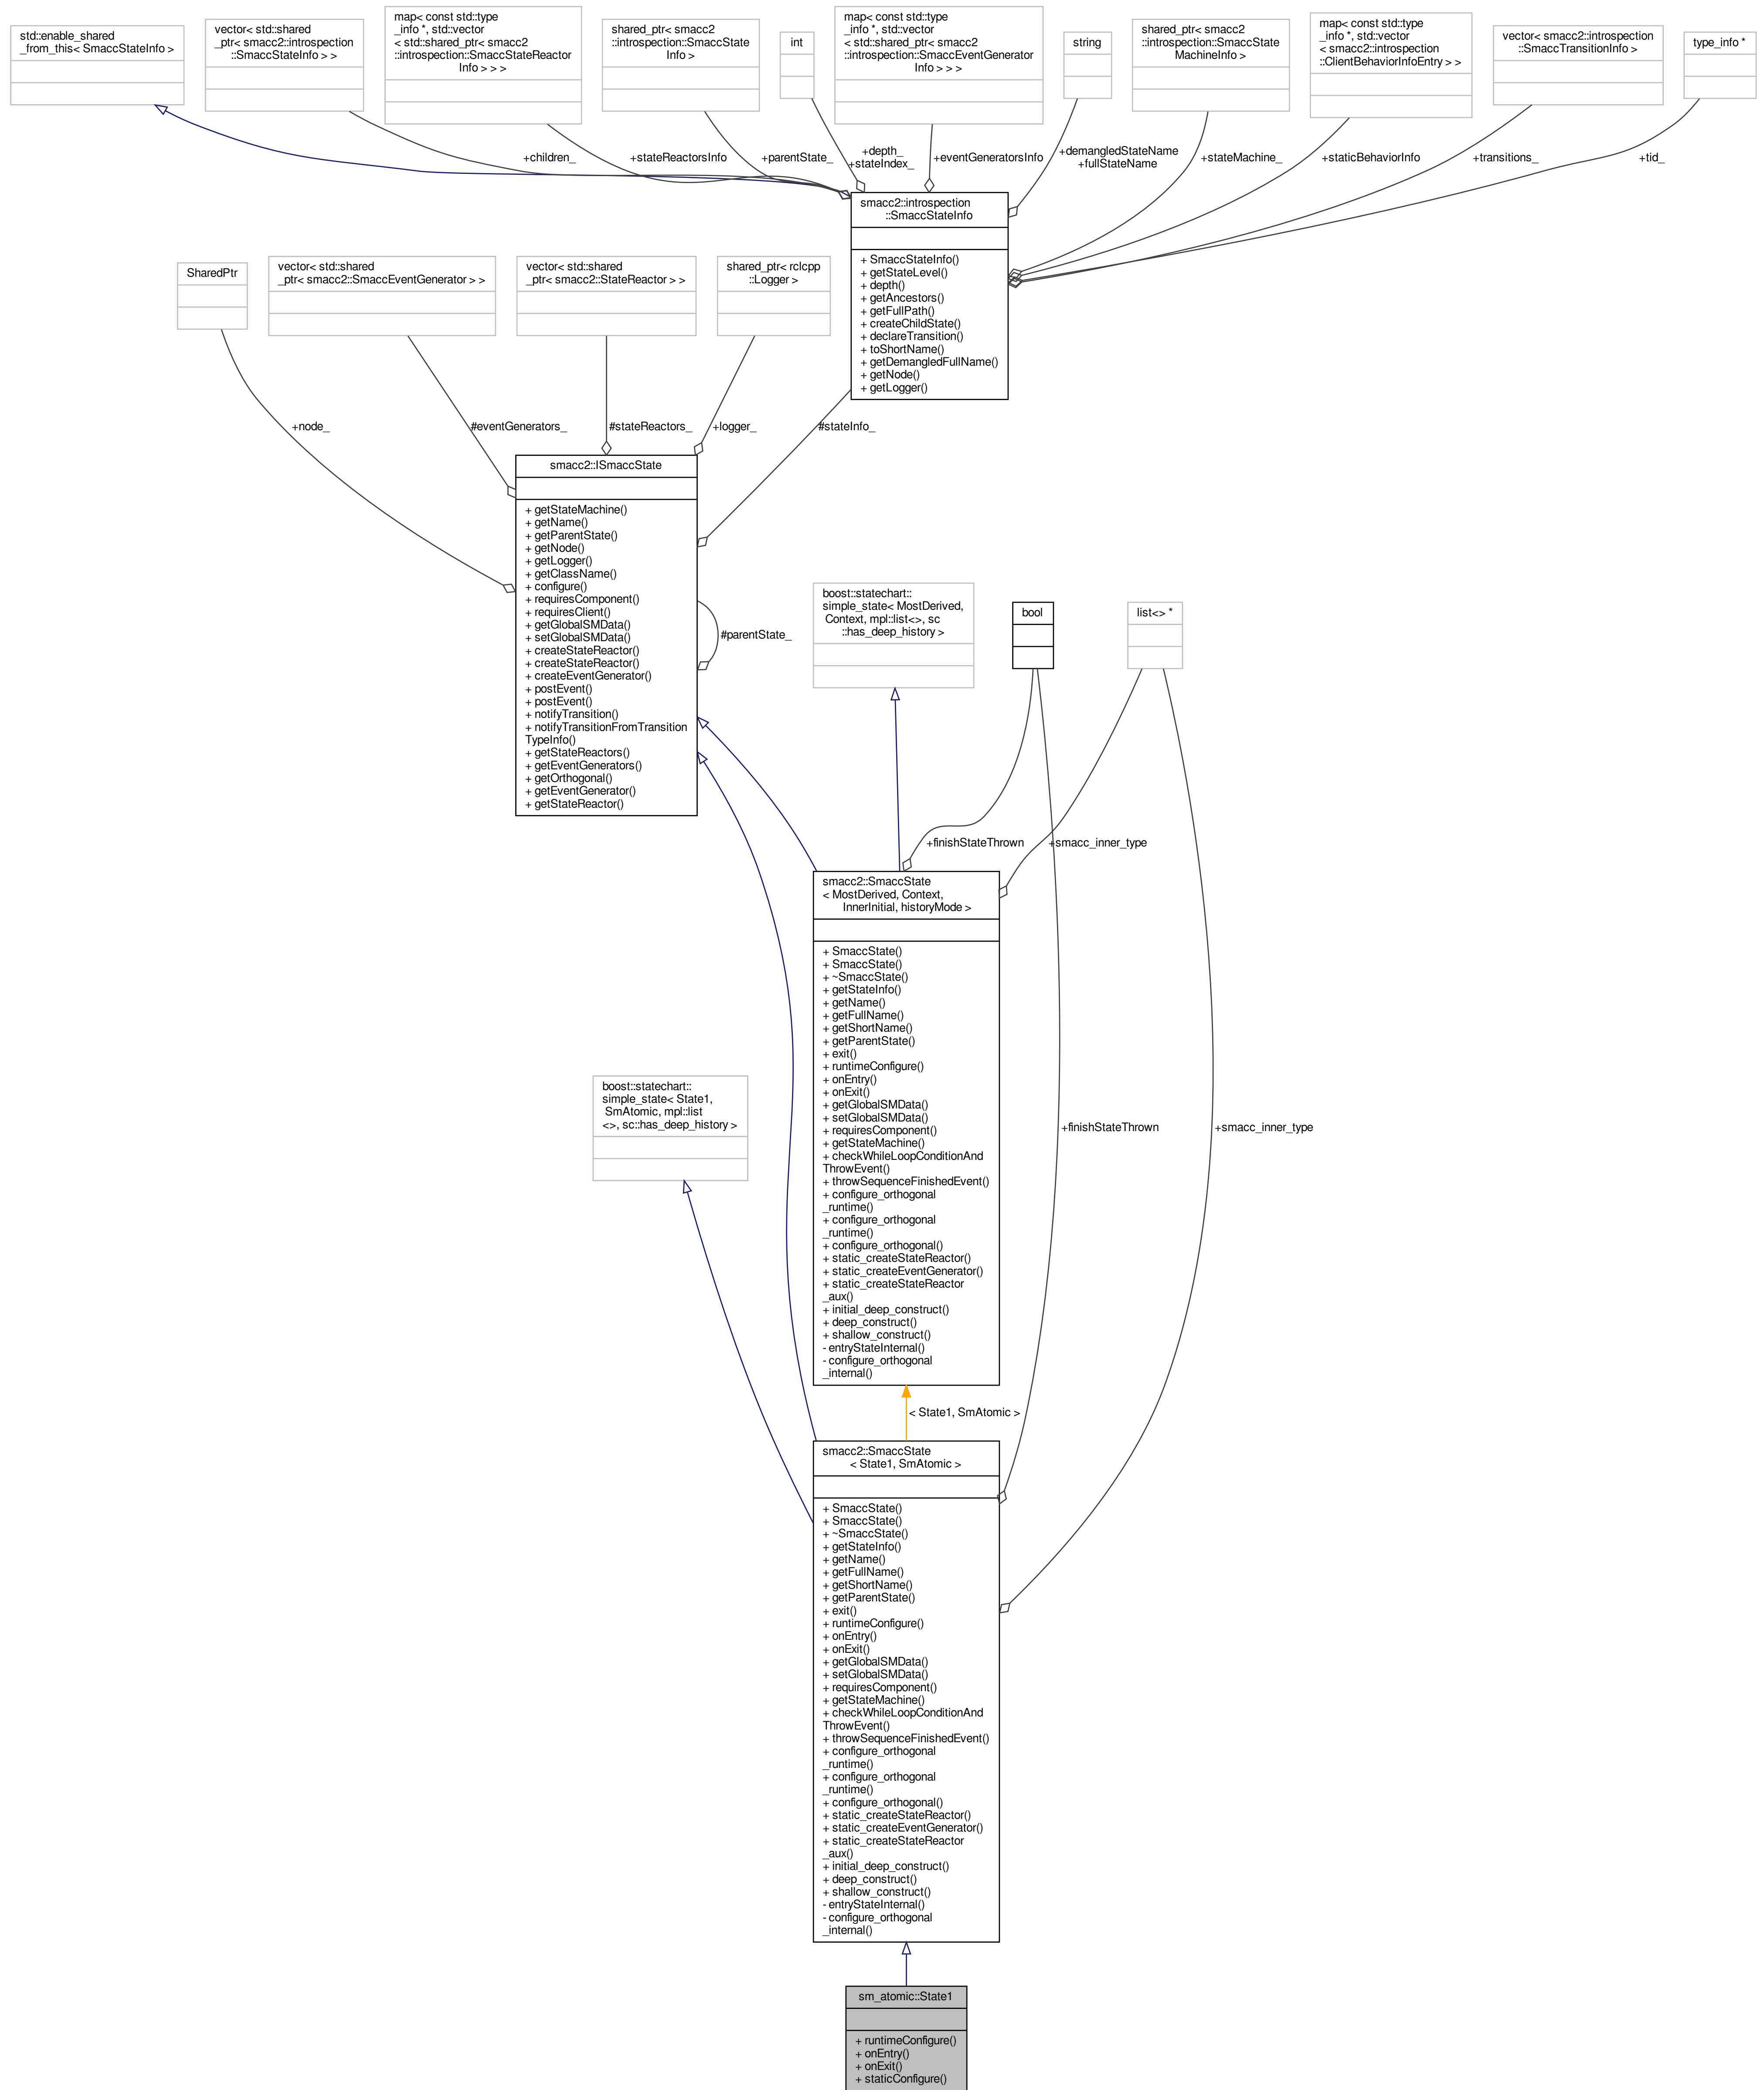 std::enable_shared
_from_this< SmaccStateInfo >
vector< std::shared
_ptr< smacc2::introspection
::SmaccStateInfo > >
map< const std::type
_info *, std::vector
< std::shared_ptr< smacc2
::introspection::SmaccStateReactor
Info > > >
shared_ptr< smacc2
::introspection::SmaccState
Info >
int
map< const std::type
_info *, std::vector
< std::shared_ptr< smacc2
::introspection::SmaccEventGenerator
Info > > >
string
shared_ptr< smacc2
::introspection::SmaccState
MachineInfo >
map< const std::type
_info *, std::vector
< smacc2::introspection
::ClientBehaviorInfoEntry > >
vector< smacc2::introspection
::SmaccTransitionInfo >
type_info *
+children_
+stateReactorsInfo
+parentState_
+depth_
+stateIndex_
+eventGeneratorsInfo
+demangledStateName
+fullStateName
+stateMachine_
+staticBehaviorInfo
+transitions_
+tid_
smacc2::introspection
::SmaccStateInfo
+ SmaccStateInfo()
+ getStateLevel()
+ depth()
+ getAncestors()
+ getFullPath()
+ createChildState()
+ declareTransition()
+ toShortName()
+ getDemangledFullName()
+ getNode()
+ getLogger()
SharedPtr
vector< std::shared
_ptr< smacc2::SmaccEventGenerator > >
vector< std::shared
_ptr< smacc2::StateReactor > >
shared_ptr< rclcpp
::Logger >
+node_
#eventGenerators_
#stateReactors_
+logger_
#stateInfo_
smacc2::ISmaccState
+ getStateMachine()
+ getName()
+ getParentState()
+ getNode()
+ getLogger()
+ getClassName()
+ configure()
+ requiresComponent()
+ requiresClient()
+ getGlobalSMData()
+ setGlobalSMData()
+ createStateReactor()
+ createStateReactor()
+ createEventGenerator()
+ postEvent()
+ postEvent()
+ notifyTransition()
+ notifyTransitionFromTransition
TypeInfo()
+ getStateReactors()
+ getEventGenerators()
+ getOrthogonal()
+ getEventGenerator()
+ getStateReactor()
#parentState_
boost::statechart::
simple_state< MostDerived,
Context, mpl::list<>, sc
::has_deep_history >
bool
list<> *
+finishStateThrown
+smacc_inner_type
smacc2::SmaccState
< MostDerived, Context,
InnerInitial, historyMode >
+ SmaccState()
+ SmaccState()
+ ~SmaccState()
+ getStateInfo()
+ getName()
+ getFullName()
+ getShortName()
+ getParentState()
+ exit()
+ runtimeConfigure()
+ onEntry()
+ onExit()
+ getGlobalSMData()
+ setGlobalSMData()
+ requiresComponent()
+ getStateMachine()
+ checkWhileLoopConditionAnd
ThrowEvent()
+ throwSequenceFinishedEvent()
+ configure_orthogonal
_runtime()
+ configure_orthogonal
_runtime()
+ configure_orthogonal()
+ static_createStateReactor()
+ static_createEventGenerator()
+ static_createStateReactor
_aux()
+ initial_deep_construct()
+ deep_construct()
+ shallow_construct()
- entryStateInternal()
- configure_orthogonal
_internal()
boost::statechart::
simple_state< State1,
SmAtomic, mpl::list
<>, sc::has_deep_history >
+finishStateThrown
+smacc_inner_type
< State1, SmAtomic >
smacc2::SmaccState
< State1, SmAtomic >
+ SmaccState()
+ SmaccState()
+ ~SmaccState()
+ getStateInfo()
+ getName()
+ getFullName()
+ getShortName()
+ getParentState()
+ exit()
+ runtimeConfigure()
+ onEntry()
+ onExit()
+ getGlobalSMData()
+ setGlobalSMData()
+ requiresComponent()
+ getStateMachine()
+ checkWhileLoopConditionAnd
ThrowEvent()
+ throwSequenceFinishedEvent()
+ configure_orthogonal
_runtime()
+ configure_orthogonal
_runtime()
+ configure_orthogonal()
+ static_createStateReactor()
+ static_createEventGenerator()
+ static_createStateReactor
_aux()
+ initial_deep_construct()
+ deep_construct()
+ shallow_construct()
- entryStateInternal()
- configure_orthogonal
_internal()
sm_atomic::State1
+ runtimeConfigure()
+ onEntry()
+ onExit()
+ staticConfigure()